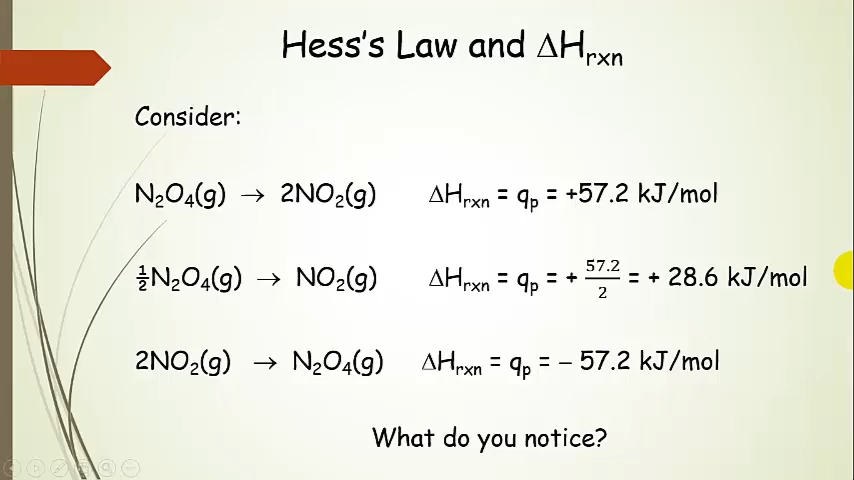 Hess's Law and ΔHrxn
Consider:
N₂O₄(g) → 2NO₂(g) ΔHrxn = qp = +57.2 kJ/mol
½N₂O₄(g) → NO₂(g) ΔHrxn = qp = + 57.2/2 = + 28.6 kJ/mol
2NO₂(g) → N₂O₄(g) ΔHrxn = qp = – 57.2 kJ/mol
What do you notice?